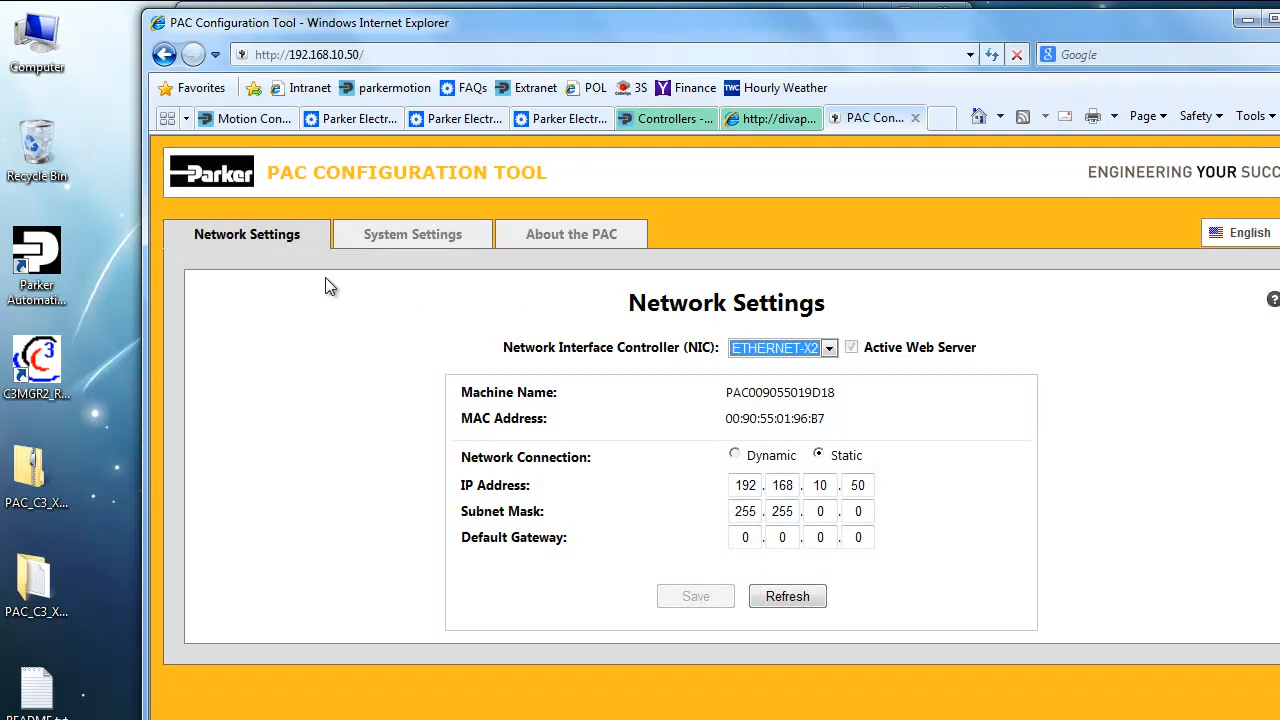 PAC Configuration Tool - Windows Internet Explorer
Computer
http://192.168.10.50/
Google
Favorites
Intranet
parkermotion
FAQs
Extranet
POL
3S
Finance
TWC
Hourly Weather
Motion Con...
Parker Electr...
Parker Electr...
Parker Electr...
Controllers -...
http://divap...
PAC Con...
Page
Safety
Tools
Recycle Bin
Parker
PAC CONFIGURATION TOOL
ENGINEERING YOUR SUCC
Network Settings
System Settings
About the PAC
English
Parker
Automati...
Network Settings
?
Network Interface Controller (NIC):
ETHERNET-X2
Active Web Server
C3
C3MGR2_R...
Machine Name:
PAC009055019D18
MAC Address:
00:90:55:01:96:B7
Network Connection:
Dynamic
Static
IP Address:
192 . 168 . 10 . 50
Subnet Mask:
255 . 255 . 0 . 0
Default Gateway:
0 . 0 . 0 . 0
PAC_C3_X...
Save
Refresh
PAC_C3_X...
README.txt